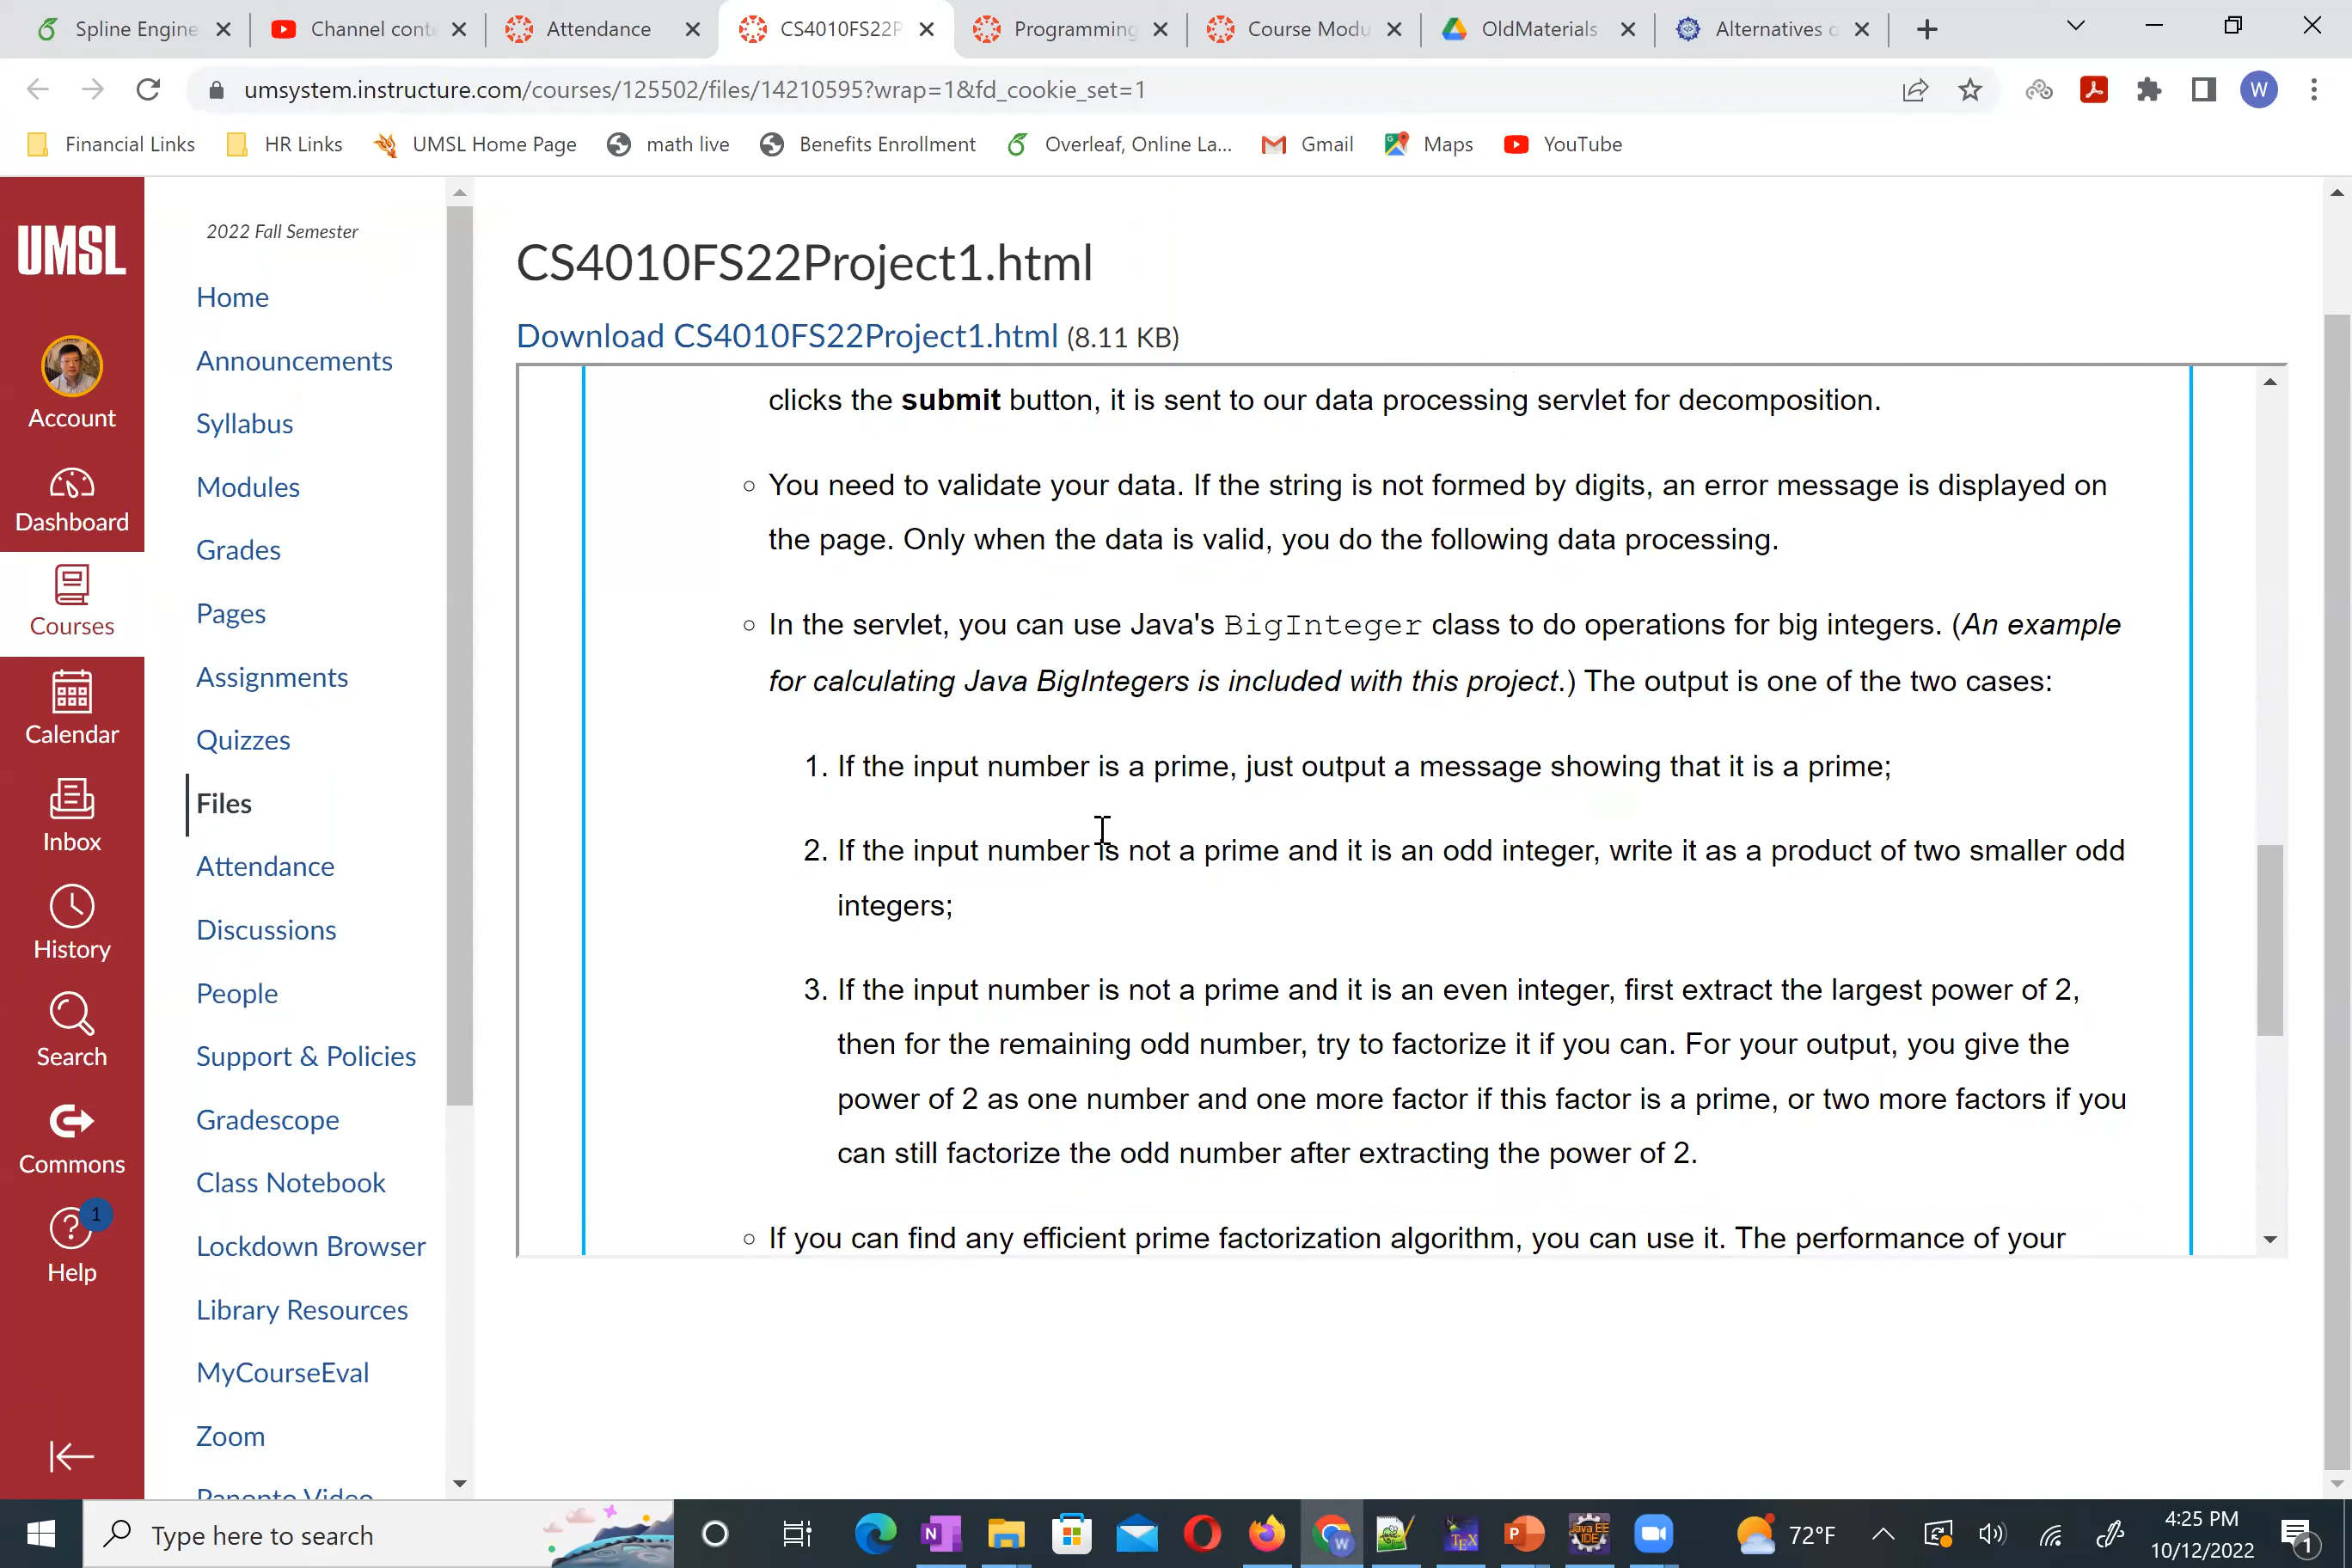 Spline Engine
Channel conte
Attendance
CS4010FS22P
Programming
Course Modu
OldMaterials
Alternatives o
umsystem.instructure.com/courses/125502/files/14210595?wrap=1&fd_cookie_set=1
W
Financial Links
HR Links
UMSL Home Page
math live
Benefits Enrollment
Overleaf, Online La...
Gmail
Maps
YouTube
UMSL
Account
Dashboard
Courses
Calendar
Inbox
History
Search
Commons
1
Help
2022 Fall Semester
Home
Announcements
Syllabus
Modules
Grades
Pages
Assignments
Quizzes
Files
Attendance
Discussions
People
Support & Policies
Gradescope
Class Notebook
Lockdown Browser
Library Resources
MyCourseEval
Zoom
Panopto Video
CS4010FS22Project1.html
Download CS4010FS22Project1.html (8.11 KB)
clicks the submit button, it is sent to our data processing servlet for decomposition.
You need to validate your data. If the string is not formed by digits, an error message is displayed on
the page. Only when the data is valid, you do the following data processing.
In the servlet, you can use Java's BigInteger class to do operations for big integers. (An example
for calculating Java BigIntegers is included with this project.) The output is one of the two cases:
1. If the input number is a prime, just output a message showing that it is a prime;
2. If the input number is not a prime and it is an odd integer, write it as a product of two smaller odd
integers;
3. If the input number is not a prime and it is an even integer, first extract the largest power of 2,
then for the remaining odd number, try to factorize it if you can. For your output, you give the
power of 2 as one number and one more factor if this factor is a prime, or two more factors if you
can still factorize the odd number after extracting the power of 2.
If you can find any efficient prime factorization algorithm, you can use it. The performance of your
Type here to search
72°F
4:25 PM
10/12/2022
1